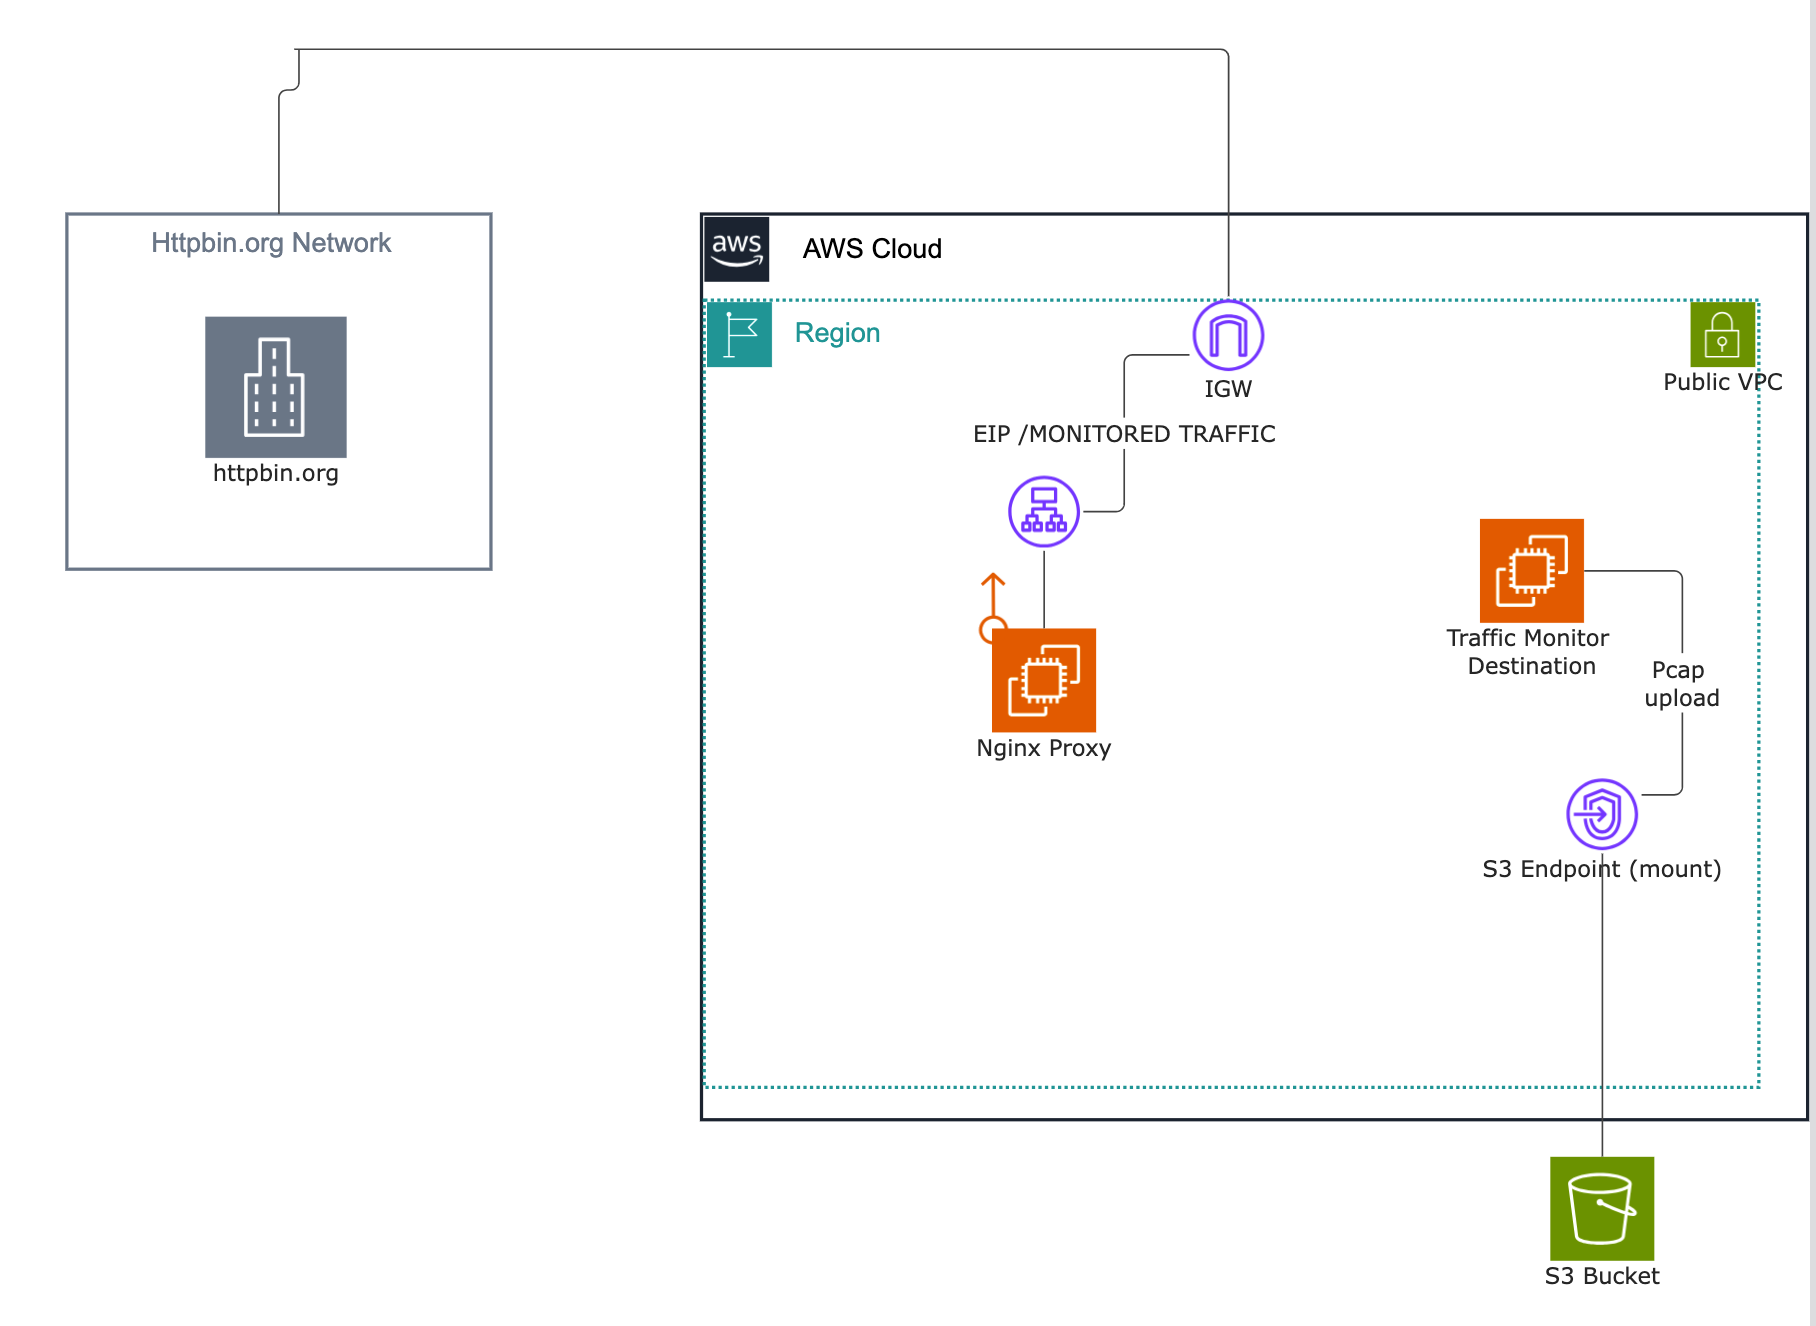 Httpbin.org Network
httpbin.org
aws
AWS Cloud
Region
IGW
Public VPC
EIP /MONITORED TRAFFIC
Traffic Monitor
Destination
Pcap
upload
Nginx Proxy
S3 Endpoint (mount)
S3 Bucket